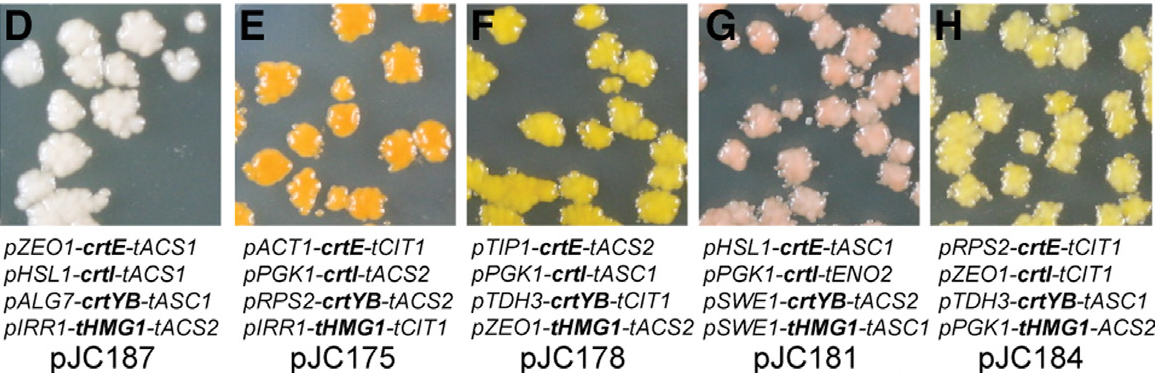 D
E
F
G
H
pZEO1-crtE-tACS1
pHSL1-crtI-tACS1
pALG7-crtYB-tASC1
pIRR1-tHMG1-tACS2
pJC187
pACT1-crtE-tCIT1
pPGK1-crtI-tACS2
pRPS2-crtYB-tACS2
pIRR1-tHMG1-tCIT1
pJC175
pTIP1-crtE-tACS2
pPGK1-crtI-tASC1
pTDH3-crtYB-tCIT1
pZEO1-tHMG1-tACS2
pJC178
pHSL1-crtE-tASC1
pPGK1-crtI-tENO2
pSWE1-crtYB-tACS2
pSWE1-tHMG1-tASC1
pJC181
pRPS2-crtE-tCIT1
pZEO1-crtI-tCIT1
pTDH3-crtYB-tASC1
pPGK1-tHMG1-ACS2
pJC184